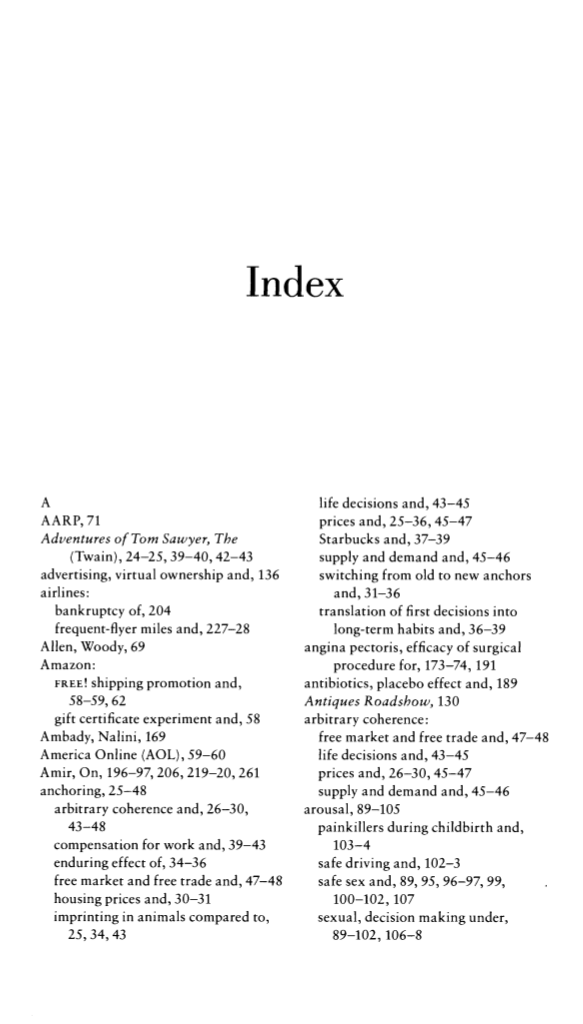 Index
A
AARP, 71
Adventures of Tom Sawyer, The
(Twain), 24–25, 39–40, 42–43
advertising, virtual ownership and, 136
airlines:
bankruptcy of, 204
frequent-flyer miles and, 227–28
Allen, Woody, 69
Amazon:
FREE! shipping promotion and,
58–59, 62
gift certificate experiment and, 58
Ambady, Nalini, 169
America Online (AOL), 59–60
Amir, On, 196–97, 206, 219–20, 261
anchoring, 25–48
arbitrary coherence and, 26–30,
43–48
compensation for work and, 39–43
enduring effect of, 34–36
free market and free trade and, 47–48
housing prices and, 30–31
imprinting in animals compared to,
25, 34, 43
life decisions and, 43–45
prices and, 25–36, 45–47
Starbucks and, 37–39
supply and demand and, 45–46
switching from old to new anchors
and, 31–36
translation of first decisions into
long-term habits and, 36–39
angina pectoris, efficacy of surgical
procedure for, 173–74, 191
antibiotics, placebo effect and, 189
Antiques Roadshow, 130
arbitrary coherence:
free market and free trade and, 47–48
life decisions and, 43–45
prices and, 26–30, 45–47
supply and demand and, 45–46
arousal, 89–105
painkillers during childbirth and,
103–4
safe driving and, 102–3
safe sex and, 89, 95, 96–97, 99,
100–102, 107
sexual, decision making under,
89–102, 106–8